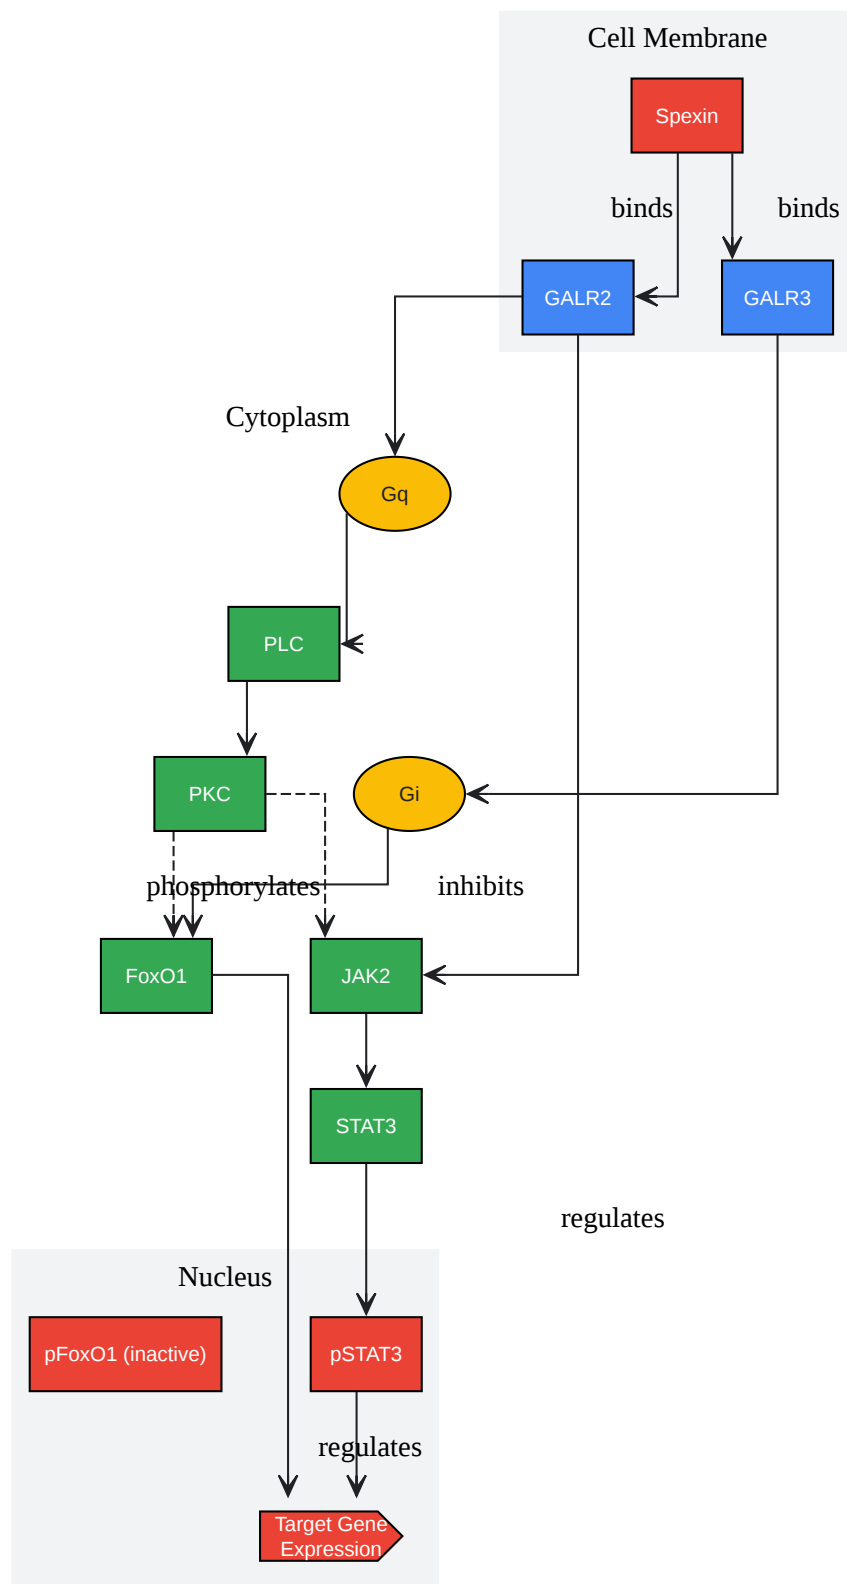 Cell Membrane
Spexin
binds
binds
GALR2
GALR3
Cytoplasm
Gq
PLC
PKC
Gi
phosphorylates
inhibits
FoxO1
JAK2
STAT3
regulates
Nucleus
pFoxO1 (inactive)
pSTAT3
regulates
Target Gene
Expression